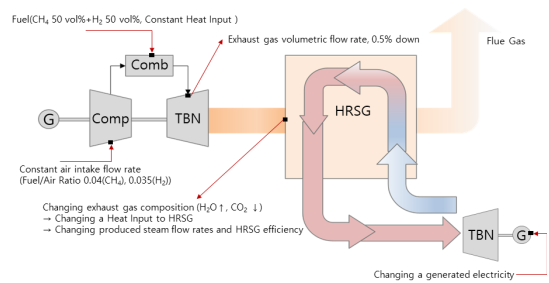 Fuel(CH₄ 50 vol%+H₂ 50 vol%, Constant Heat Input )
Exhaust gas volumetric flow rate, 0.5% down
Flue Gas
Comb
HRSG
G
Comp
TBN
Constant air intake flow rate
(Fuel/Air Ratio 0.04(CH₄), 0.035(H₂))
Changing exhaust gas composition (H₂O↑, CO₂ ↓)
→ Changing a Heat Input to HRSG
→ Changing produced steam flow rates and HRSG efficiency
TBN
G
Changing a generated electricity